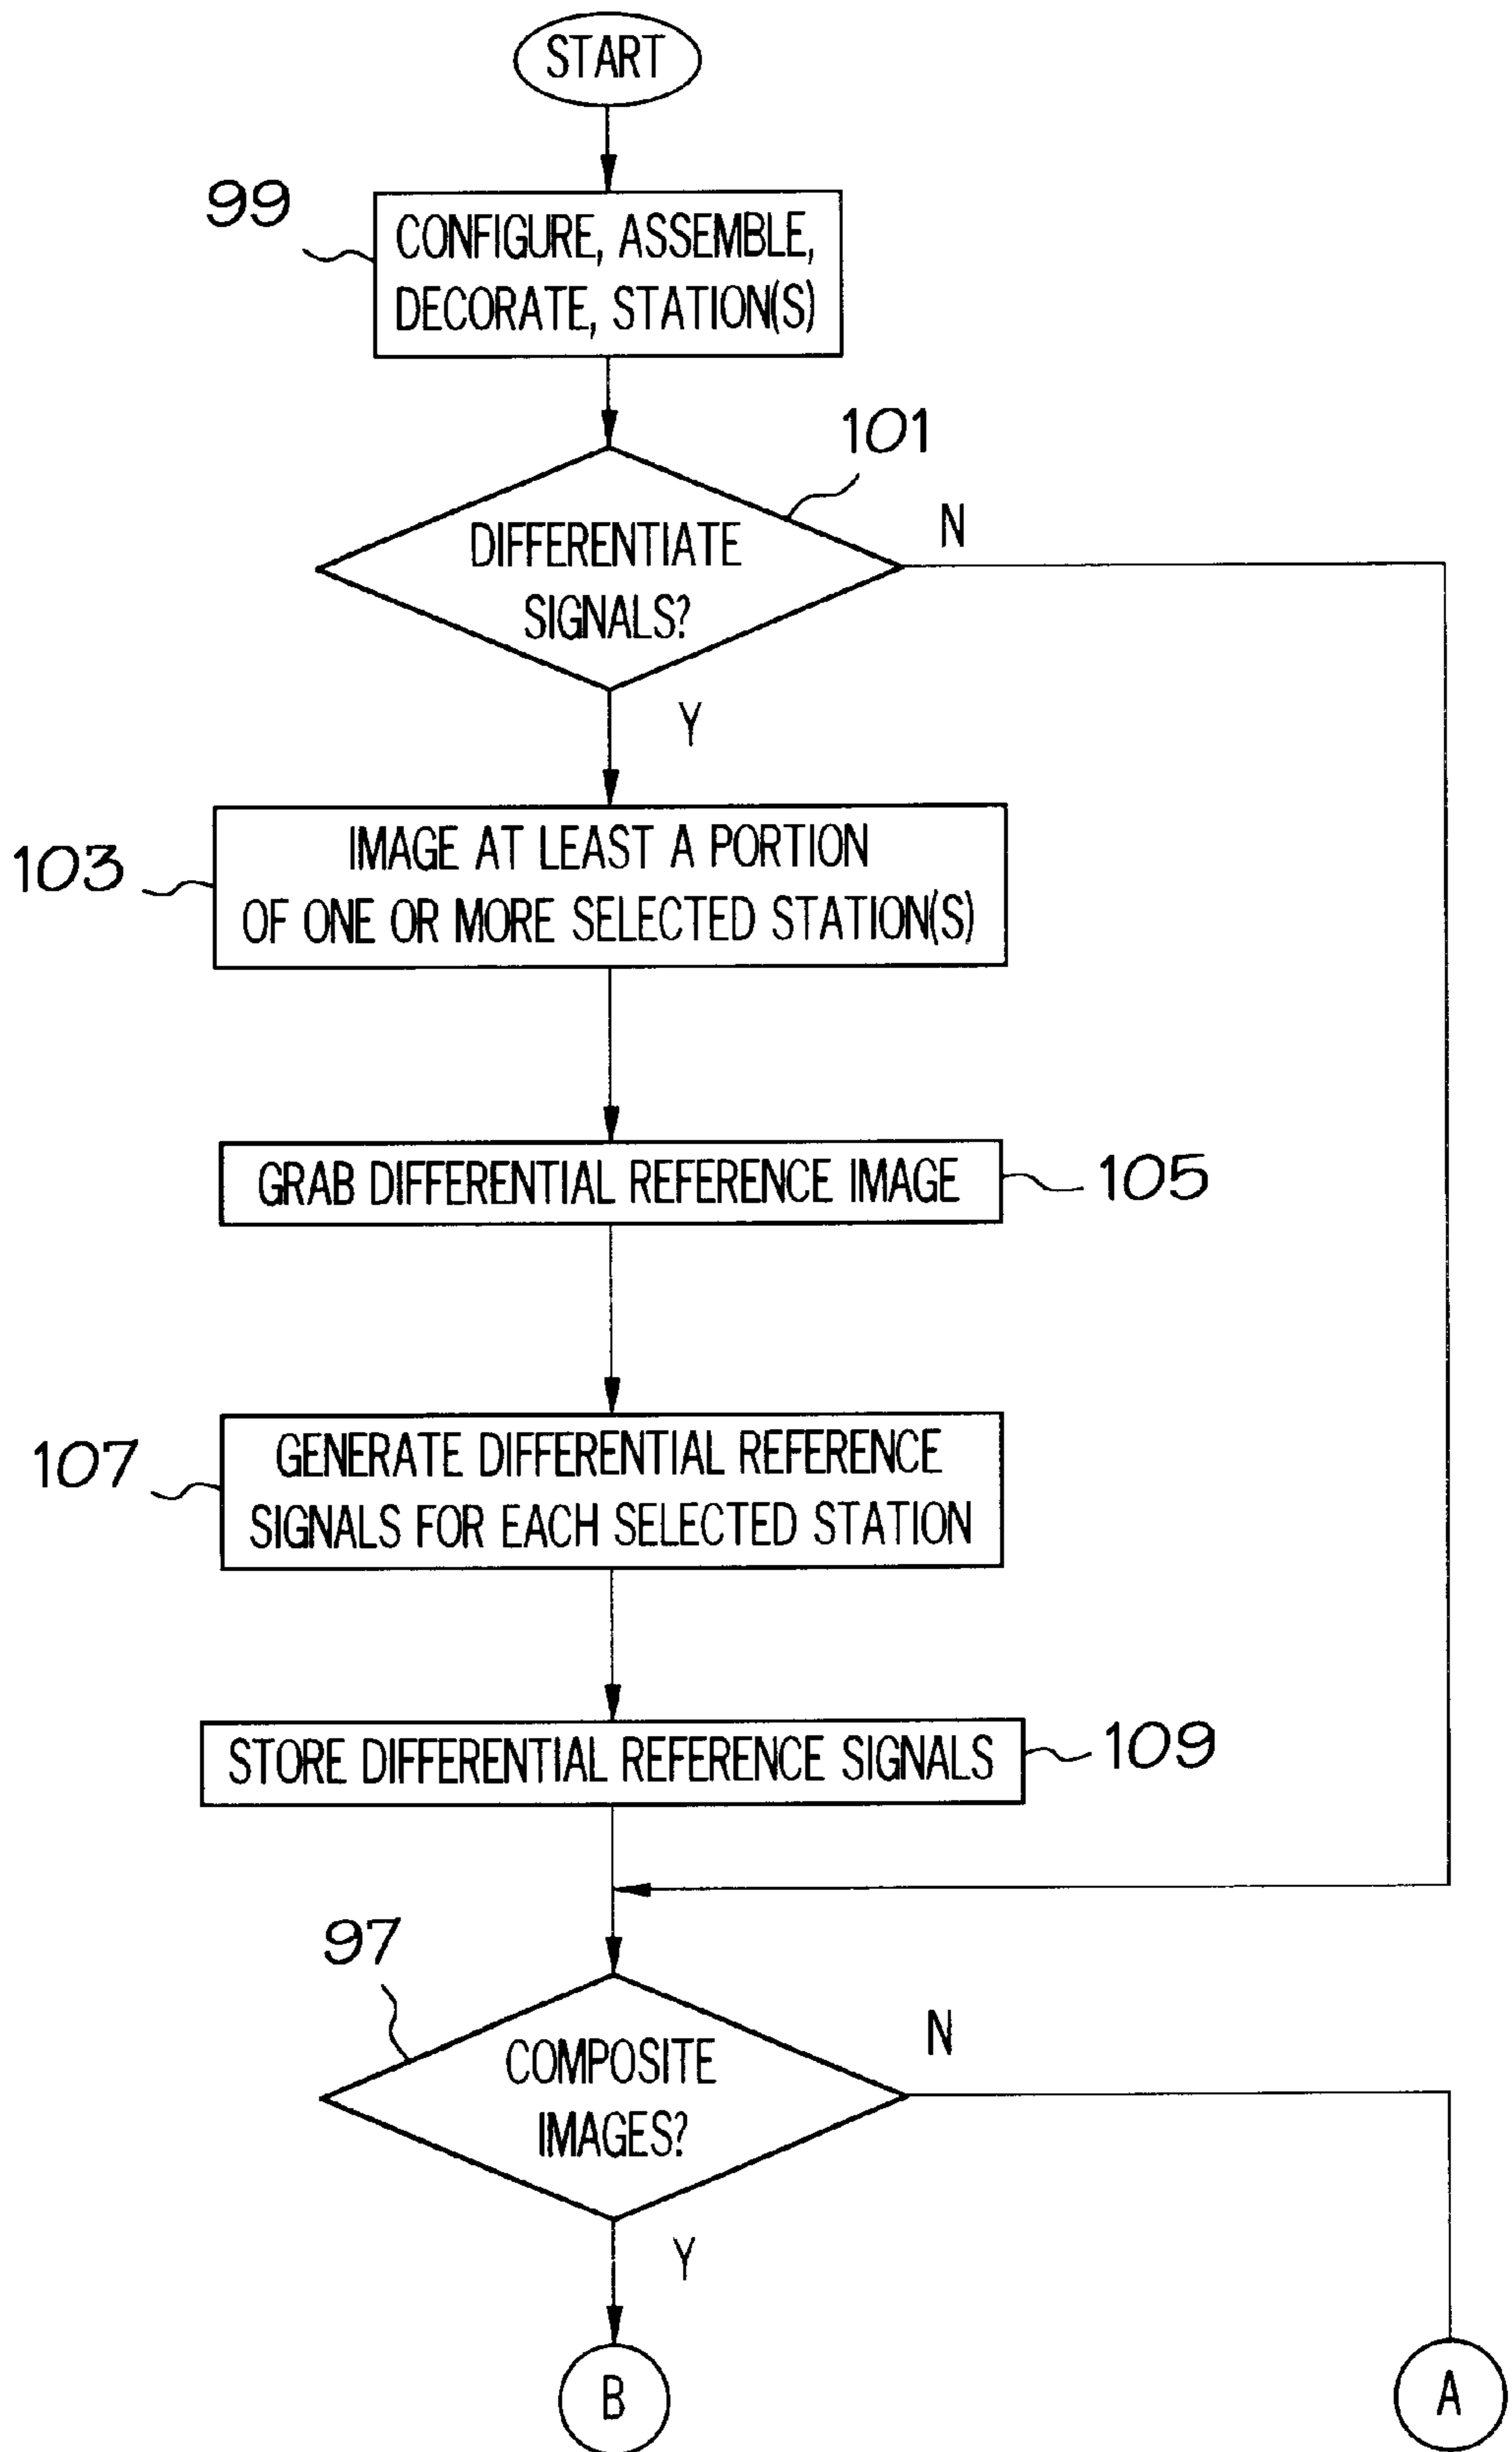 START
99
CONFIGURE, ASSEMBLE,
DECORATE, STATION(S)
101
DIFFERENTIATE
SIGNALS?
N
Y
103
IMAGE AT LEAST A PORTION
OF ONE OR MORE SELECTED STATION(S)
GRAB DIFFERENTIAL REFERENCE IMAGE
105
107
GENERATE DIFFERENTIAL REFERENCE
SIGNALS FOR EACH SELECTED STATION
STORE DIFFERENTIAL REFERENCE SIGNALS
109
97
COMPOSITE
IMAGES?
N
Y
B
A